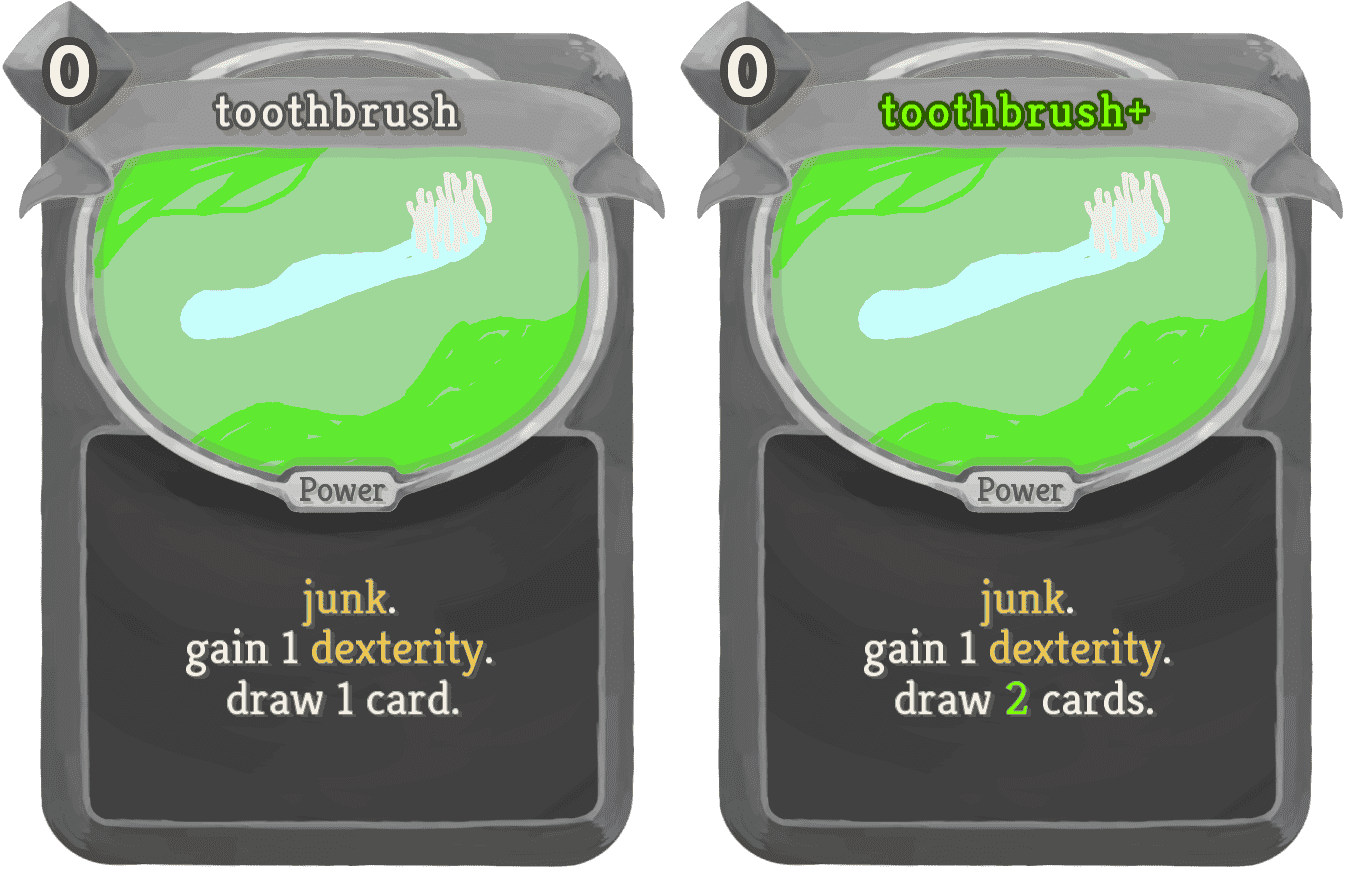 0
toothbrush
Power
junk.
gain 1 dexterity.
draw 1 card.
0
toothbrush+
Power
junk.
gain 1 dexterity.
draw 2 cards.